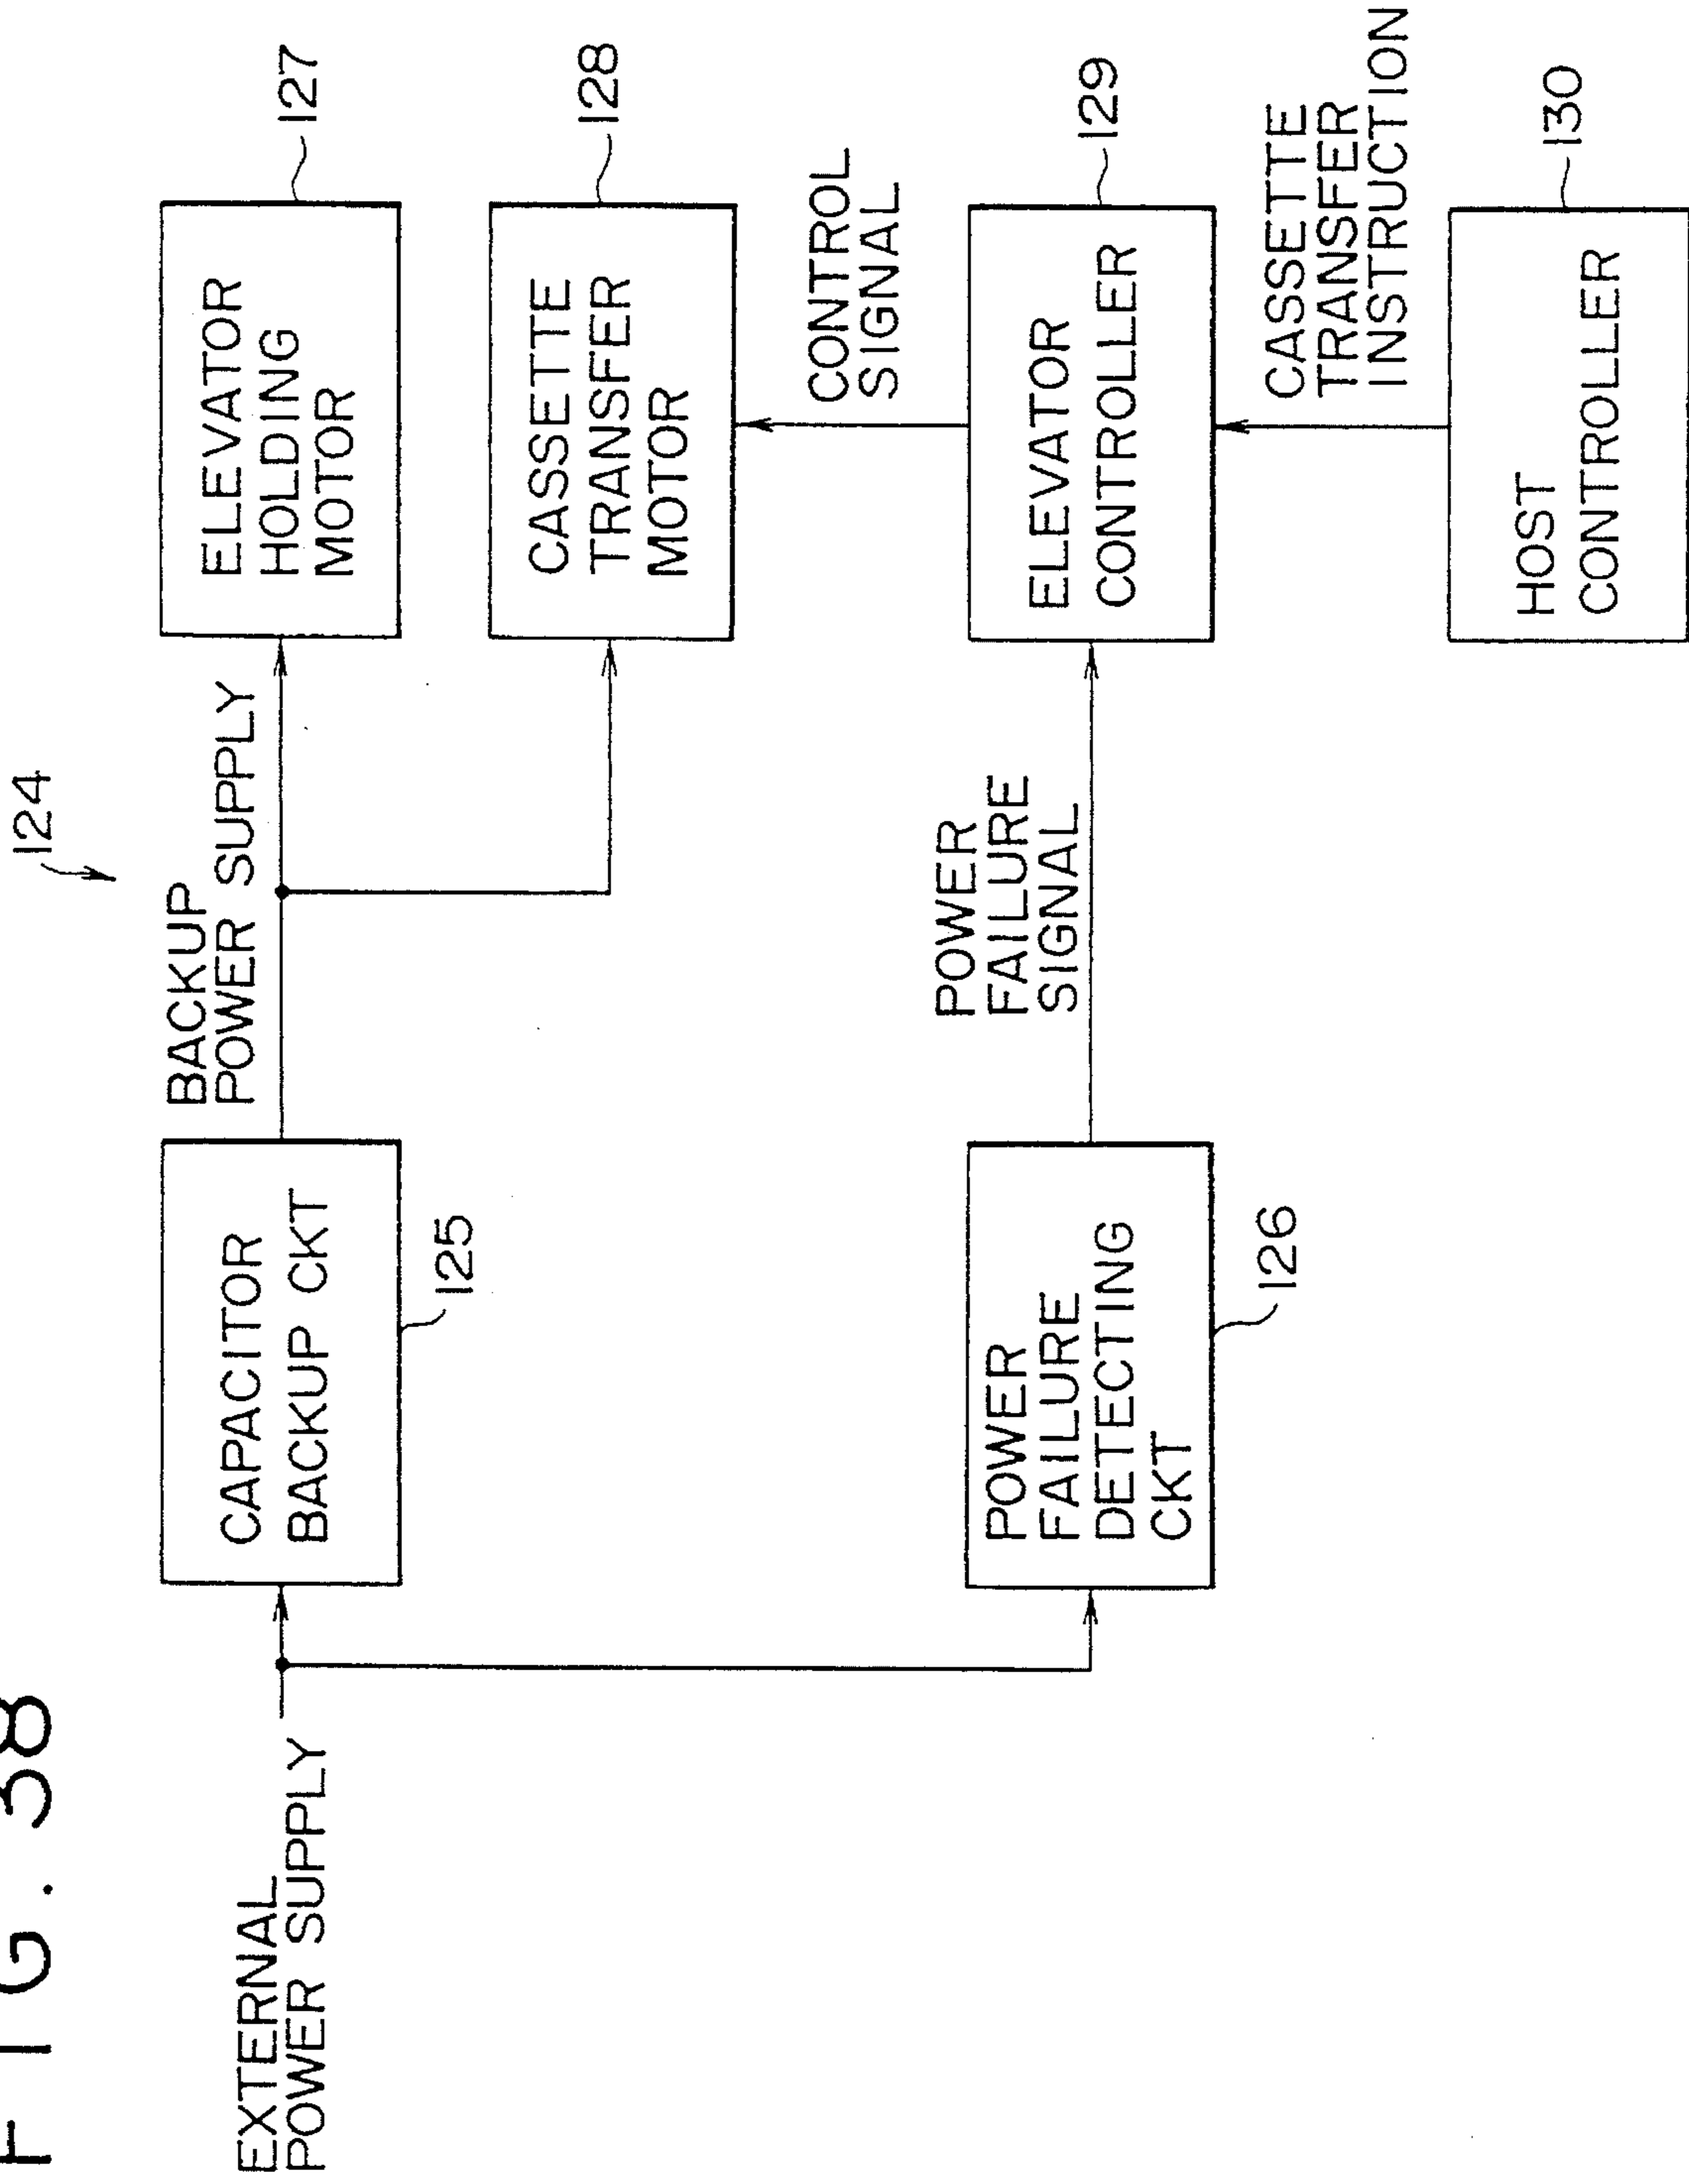 FIG. 38
124
EXTERNAL
POWER SUPPLY
CAPACITOR
BACKUP CKT
125
BACKUP
POWER SUPPLY
ELEVATOR
HOLDING
MOTOR
127
CASSETTE
TRANSFER
MOTOR
128
CONTROL
SIGNAL
POWER
FAILURE
DETECTING
CKT
126
POWER
FAILURE
SIGNAL
ELEVATOR
CONTROLLER
129
CASSETTE
TRANSFER
INSTRUCTION
HOST
CONTROLLER
130